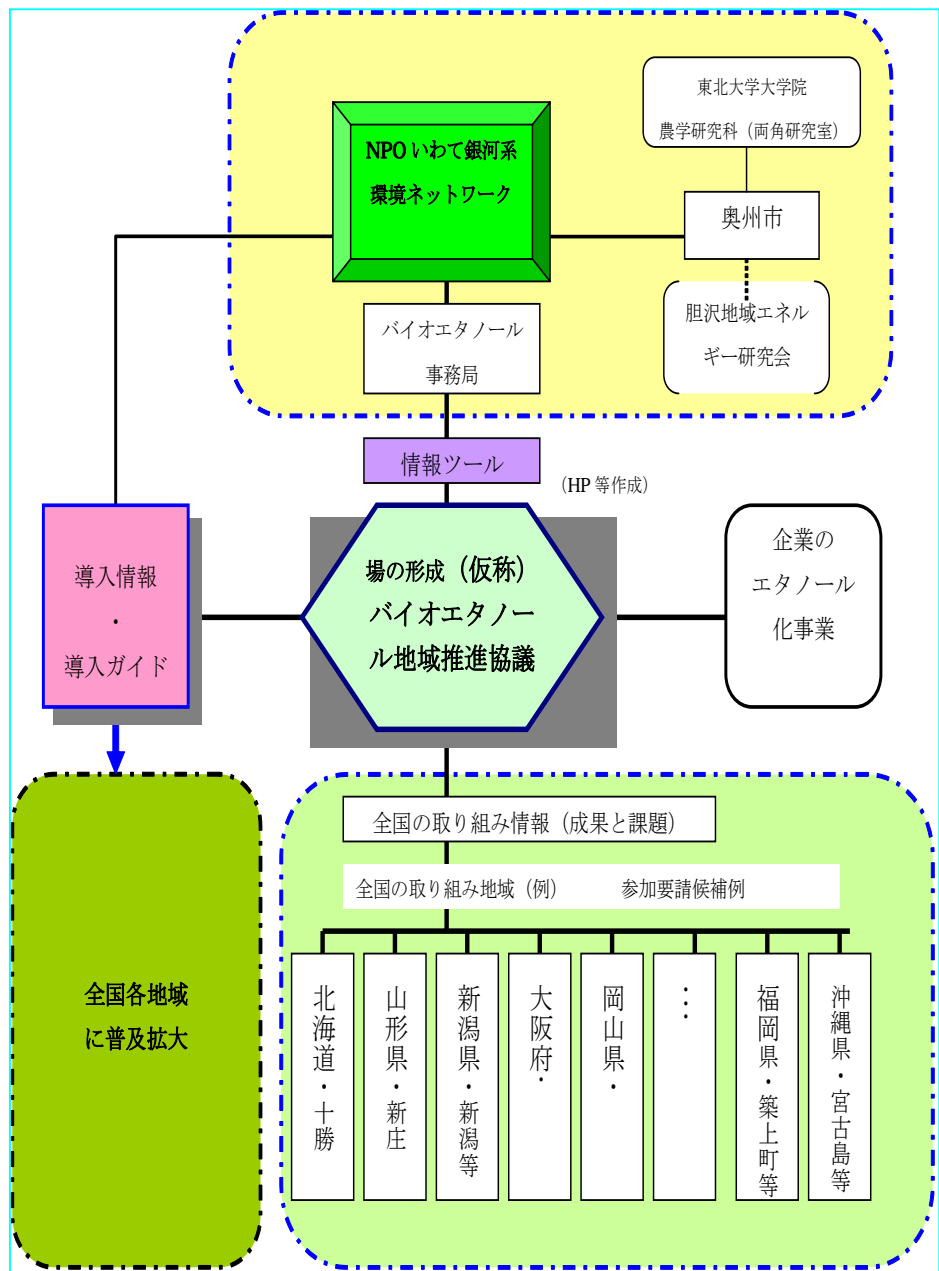 東北大学大学院
農学研究科（両角研究室）
NPO いわて銀河系
環境ネットワーク
奥州市
胆沢地域エネル
ギー研究会
バイオエタノール
事務局
情報ツール
（HP 等作成）
導入情報
・
導入ガイド
場の形成（仮称）
バイオエタノー
ル地域推進協議
企業の
エタノール
化事業
全国の取り組み情報（成果と課題）
全国の取り組み地域（例） 参加要請候補例
全国各地域
に普及拡大
北海道・十勝
山形県・新庄
新潟県・新潟等
大阪府・
岡山県・
…
福岡県・築上町等
沖縄県・宮古島等